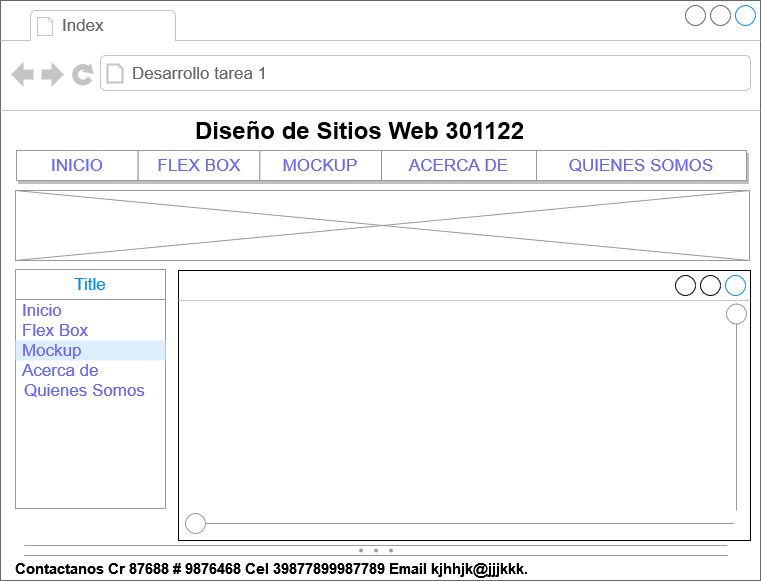 Index
Desarrollo tarea 1
Diseño de Sitios Web 301122
INICIO FLEX BOX MOCKUP ACERCA DE QUIENES SOMOS
Title
Inicio
Flex Box
Mockup
Acerca de
Quienes Somos
Contactanos Cr 87688 # 9876468 Cel 39877899987789 Email kjhhjk@jjjkkk.